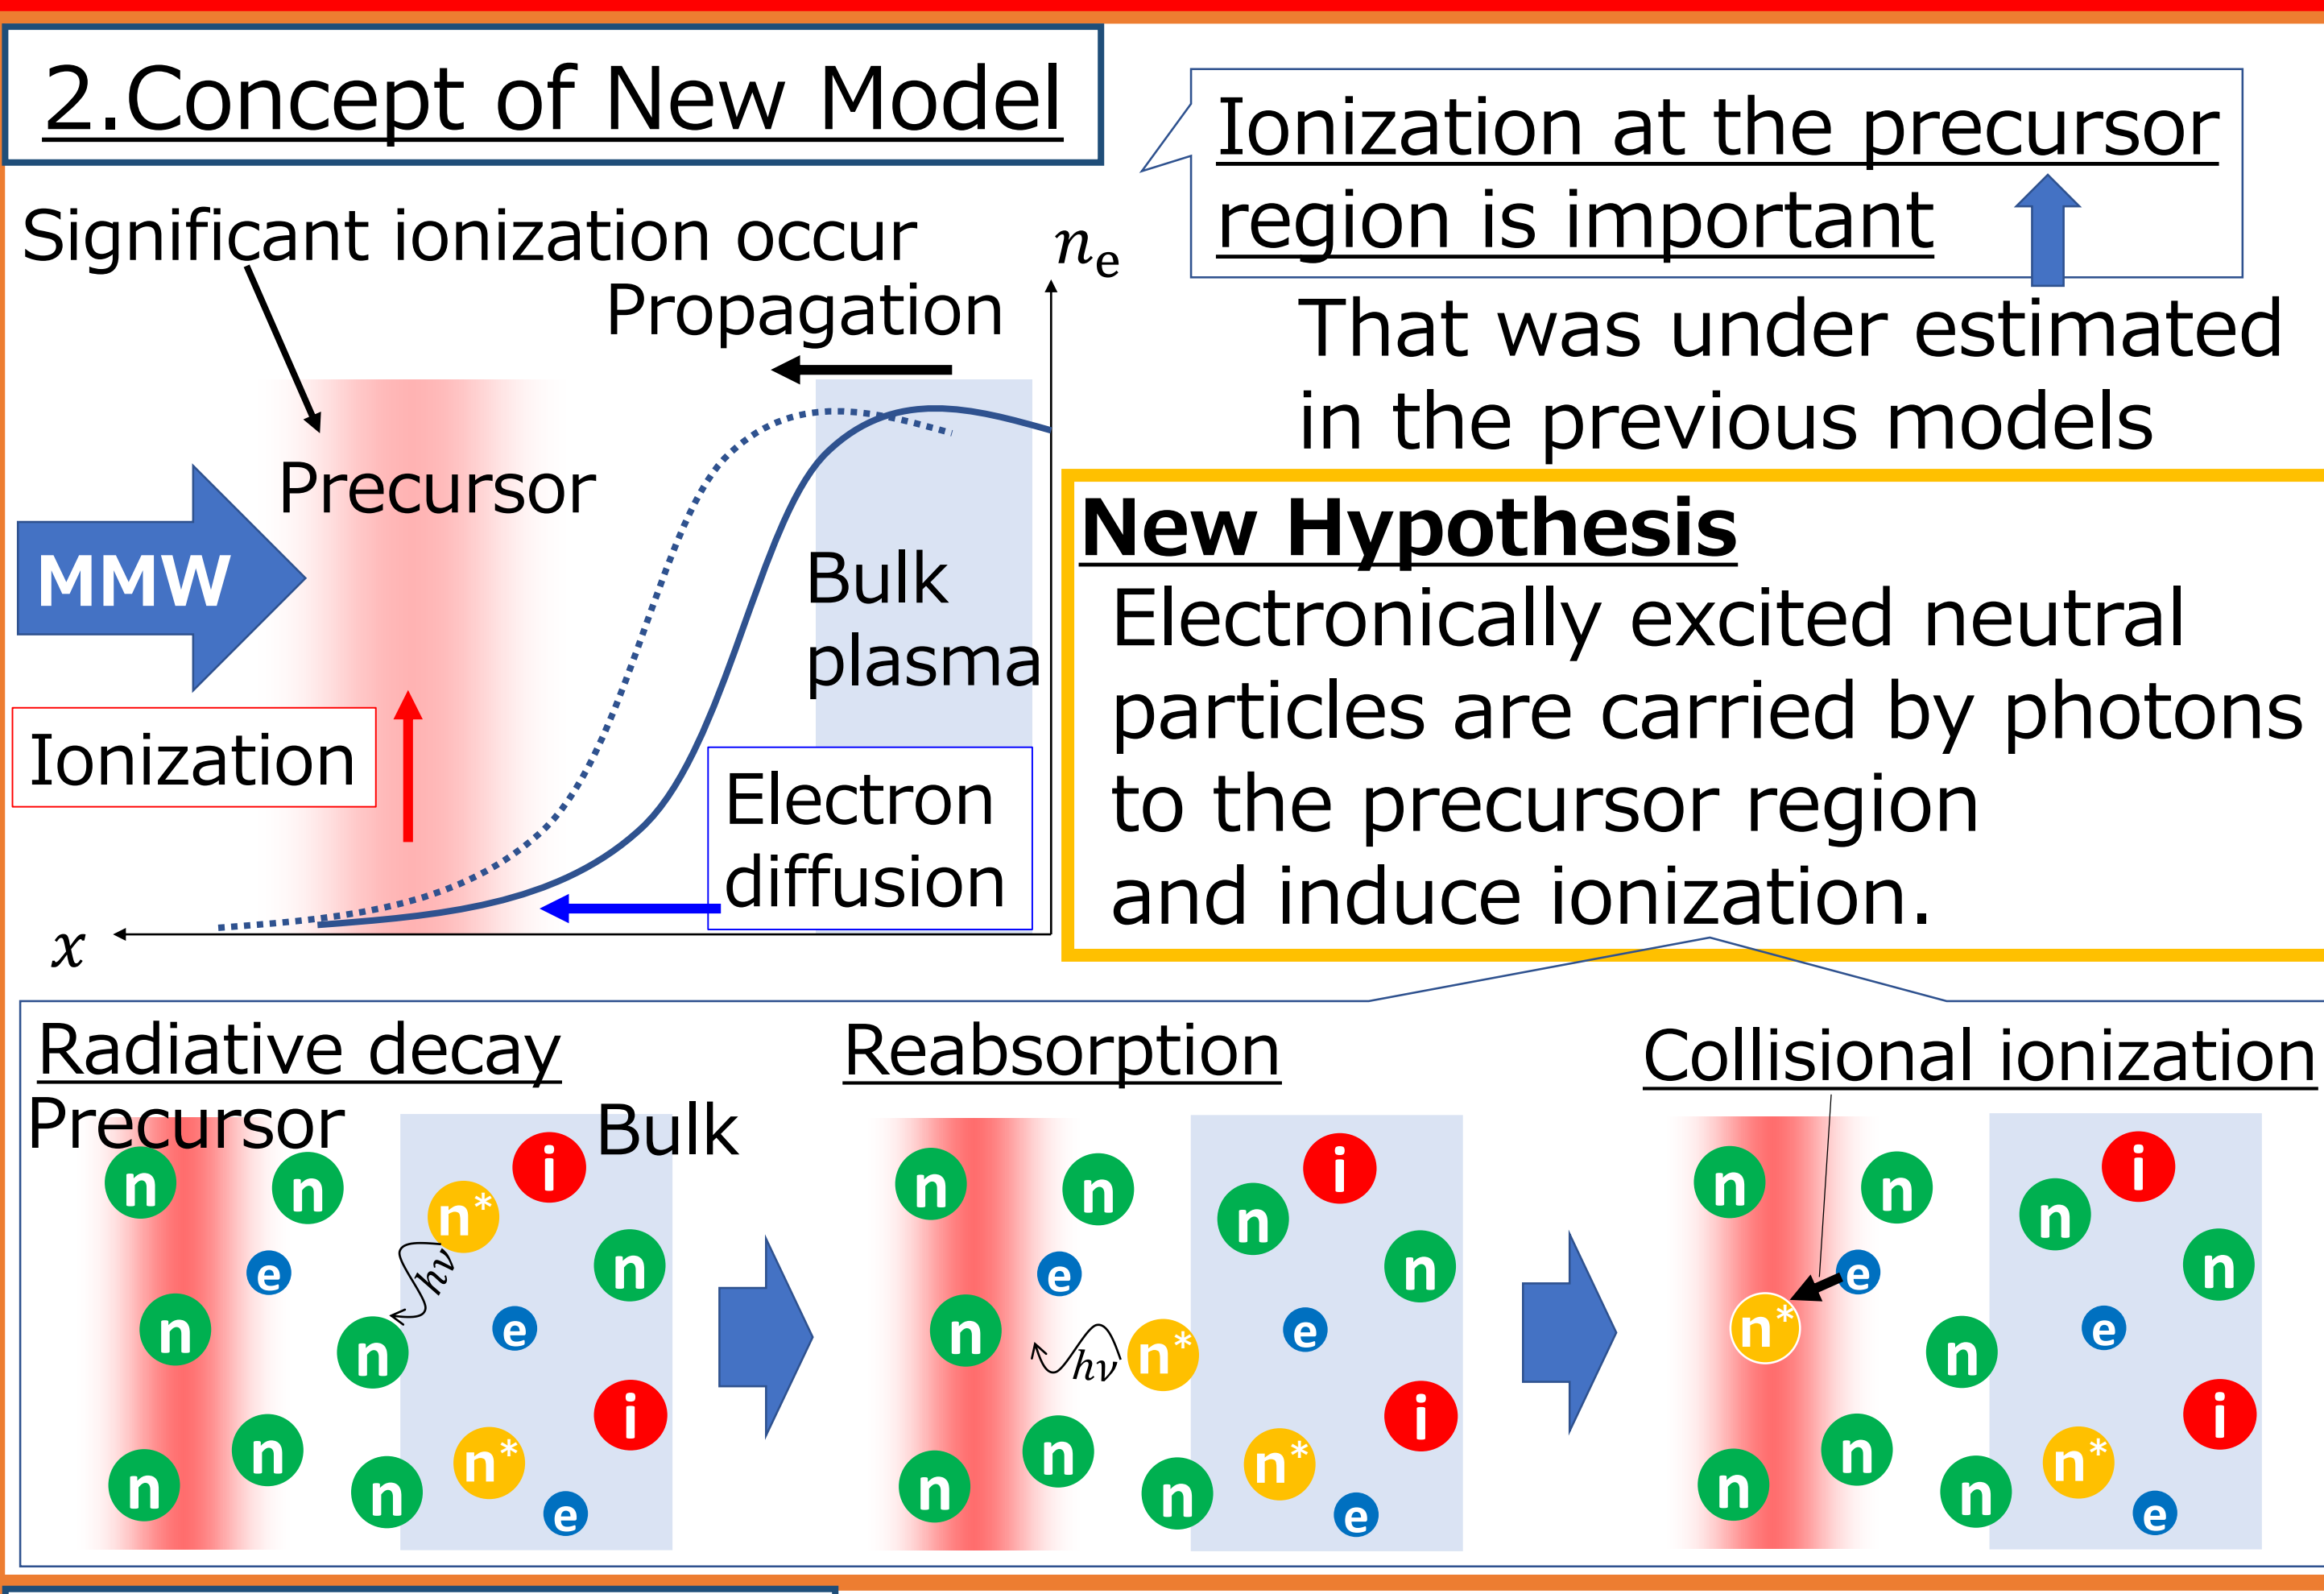 2.Concept of New Model
Ionization at the precursor
region is important
That was under estimated
in the previous models
Significant ionization occur
Propagation
nₑ
Precursor
MMW
Bulk
plasma
Ionization
Electron
diffusion
x
New Hypothesis
Electronically excited neutral
particles are carried by photons
to the precursor region
and induce ionization.
Radiative decay
Precursor
Bulk
n
n
n*
i
n
e
hν
n
n
e
i
n
n
n*
n
e
Reabsorption
n
n
n
i
n
e
n
hν
n*
e
i
n
n
n*
n
e
Collisional ionization
n
n
n
i
n
e
n*
n
e
i
n
n
n*
n
e